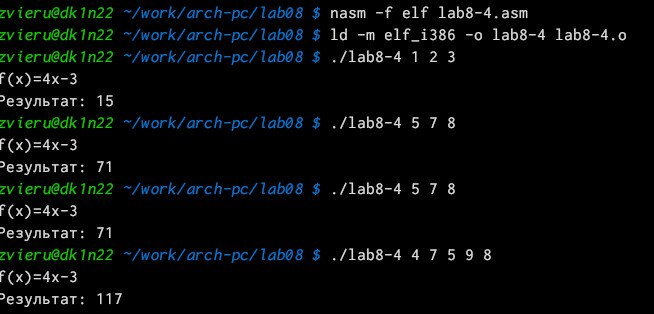 zvieru@dk1n22 ~/work/arch-pc/lab08 $ nasm -f elf lab8-4.asm
zvieru@dk1n22 ~/work/arch-pc/lab08 $ ld -m elf_i386 -o lab8-4 lab8-4.o
zvieru@dk1n22 ~/work/arch-pc/lab08 $ ./lab8-4 1 2 3
f(x)=4x-3
Результат: 15
zvieru@dk1n22 ~/work/arch-pc/lab08 $ ./lab8-4 5 7 8
f(x)=4x-3
Результат: 71
zvieru@dk1n22 ~/work/arch-pc/lab08 $ ./lab8-4 5 7 8
f(x)=4x-3
Результат: 71
zvieru@dk1n22 ~/work/arch-pc/lab08 $ ./lab8-4 4 7 5 9 8
f(x)=4x-3
Результат: 117